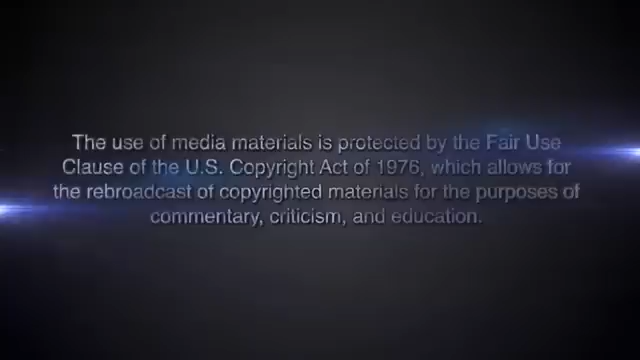 The use of media materials is protected by the Fair Use
Clause of the U.S. Copyright Act of 1976, which allows for
the rebroadcast of copyrighted materials for the purposes of
commentary, criticism, and education.